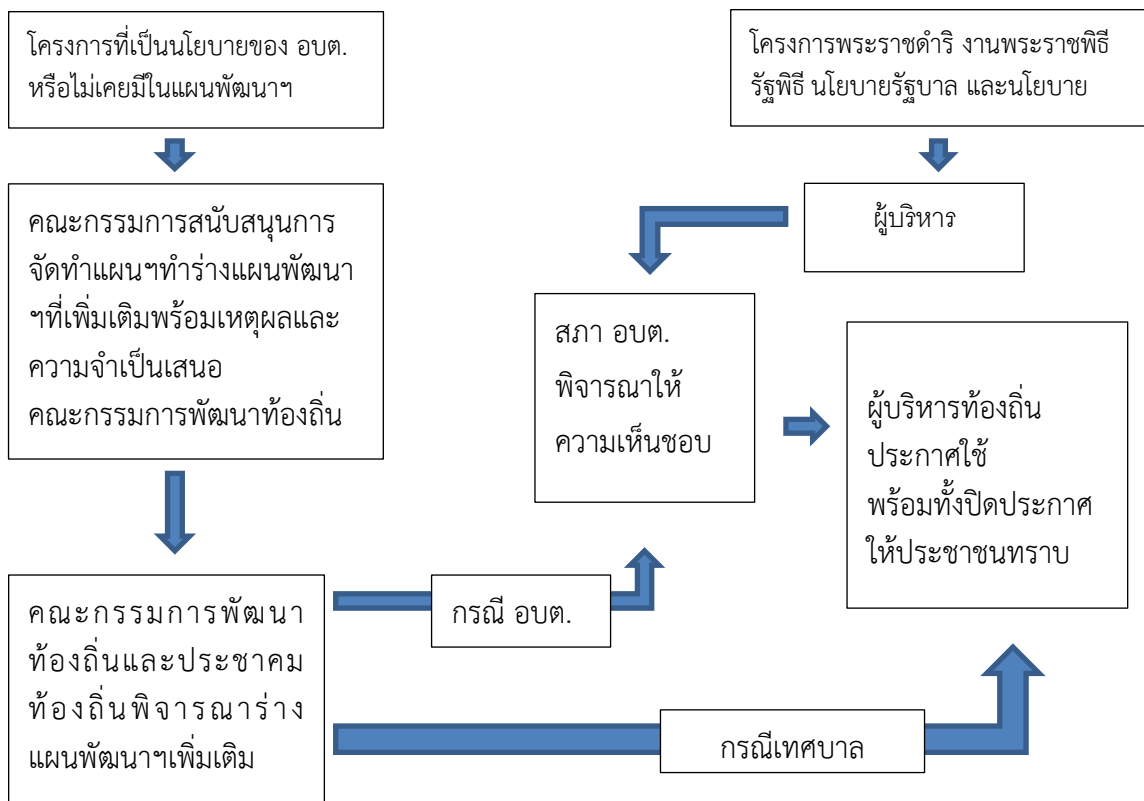 โครงการที่เป็นนโยบายของ อบต.
หรือไม่เคยมีในแผนพัฒนาฯ
โครงการพระราชดำริ งานพระราชพิธี
รัฐพิธี นโยบายรัฐบาล และนโยบาย
คณะกรรมการสนับสนุนการ
จัดทำแผนฯทำร่างแผนพัฒนา
ฯที่เพิ่มเติมพร้อมเหตุผลและ
ความจำเป็นเสนอ
คณะกรรมการพัฒนาท้องถิ่น
ผู้บริหาร
สภา อบต.
พิจารณาให้
ความเห็นชอบ
ผู้บริหารท้องถิ่น
ประกาศใช้
พร้อมทั้งปิดประกาศ
ให้ประชาชนทราบ
คณะกรรมการพัฒนา
ท้องถิ่นและประชาคม
ท้องถิ่นพิจารณาร่าง
แผนพัฒนาฯเพิ่มเติม
กรณี อบต.
กรณีเทศบาล